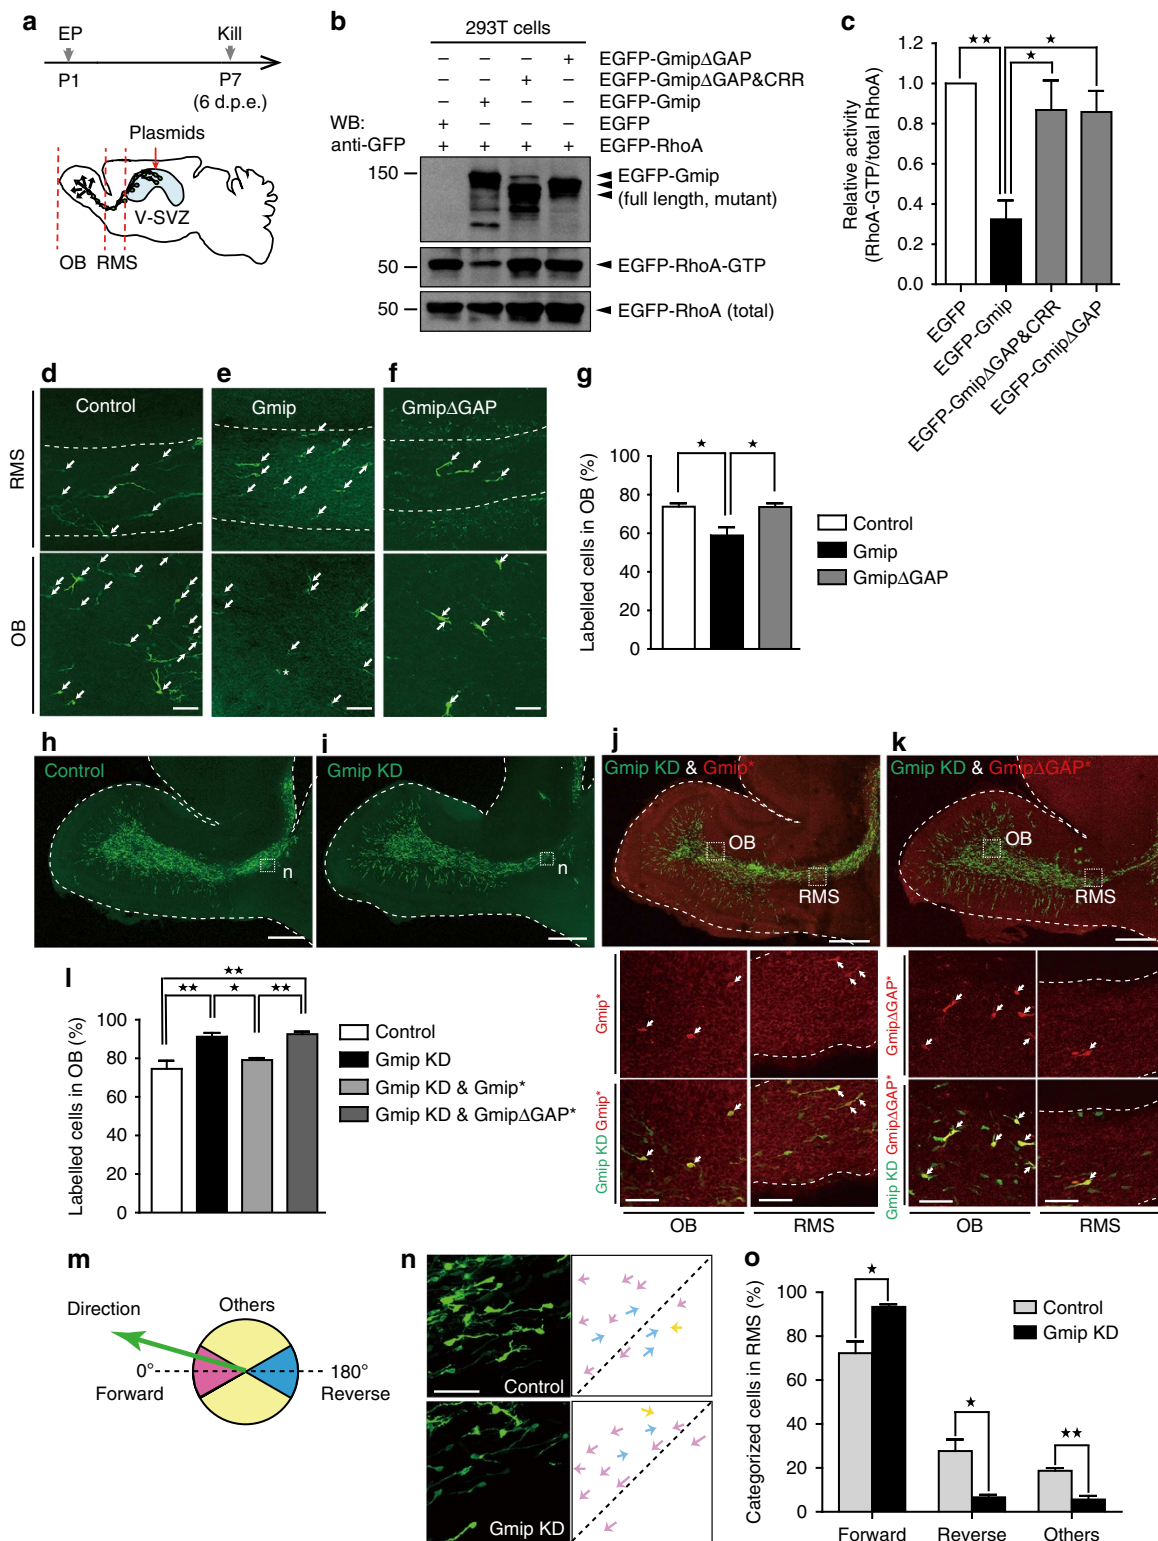 a
EP
Kill
P1
P7
(6 d.p.e.)
Plasmids
V-SVZ
OB
RMS
b
293T cells
– – – + EGFP-GmipΔGAP
– – + – EGFP-GmipΔGAP&CRR
– + – – EGFP-Gmip
WB: + – – – EGFP
anti-GFP + + + + EGFP-RhoA
150
EGFP-Gmip
(full length, mutant)
50
EGFP-RhoA-GTP
50
EGFP-RhoA (total)
c
Relative activity
(RhoA-GTP/total RhoA)
1.2
1.0
0.8
0.6
0.4
0.2
0.0
★★
★
★
EGFP
EGFP-Gmip
EGFP-GmipΔGAP&CRR
EGFP-GmipΔGAP
d
e
f
Control
Gmip
GmipΔGAP
RMS
OB
*
*
g
Labelled cells in OB (%)
100
80
60
40
20
0
★
★
Control
Gmip
GmipΔGAP
h
Control
n
i
Gmip KD
n
j
Gmip KD & Gmip*
OB
RMS
k
Gmip KD & GmipΔGAP*
OB
RMS
Gmip*
Gmip KD Gmip*
OB
RMS
GmipΔGAP*
Gmip KD GmipΔGAP*
OB
RMS
l
Labelled cells in OB (%)
100
80
60
40
20
0
★★
★★
★
★★
Control
Gmip KD
Gmip KD & Gmip*
Gmip KD & GmipΔGAP*
m
Direction
Others
0°
180°
Forward
Reverse
n
Control
Gmip KD
o
Categorized cells in RMS (%)
100
80
60
40
20
0
★
★
★★
Control
Gmip KD
Forward
Reverse
Others